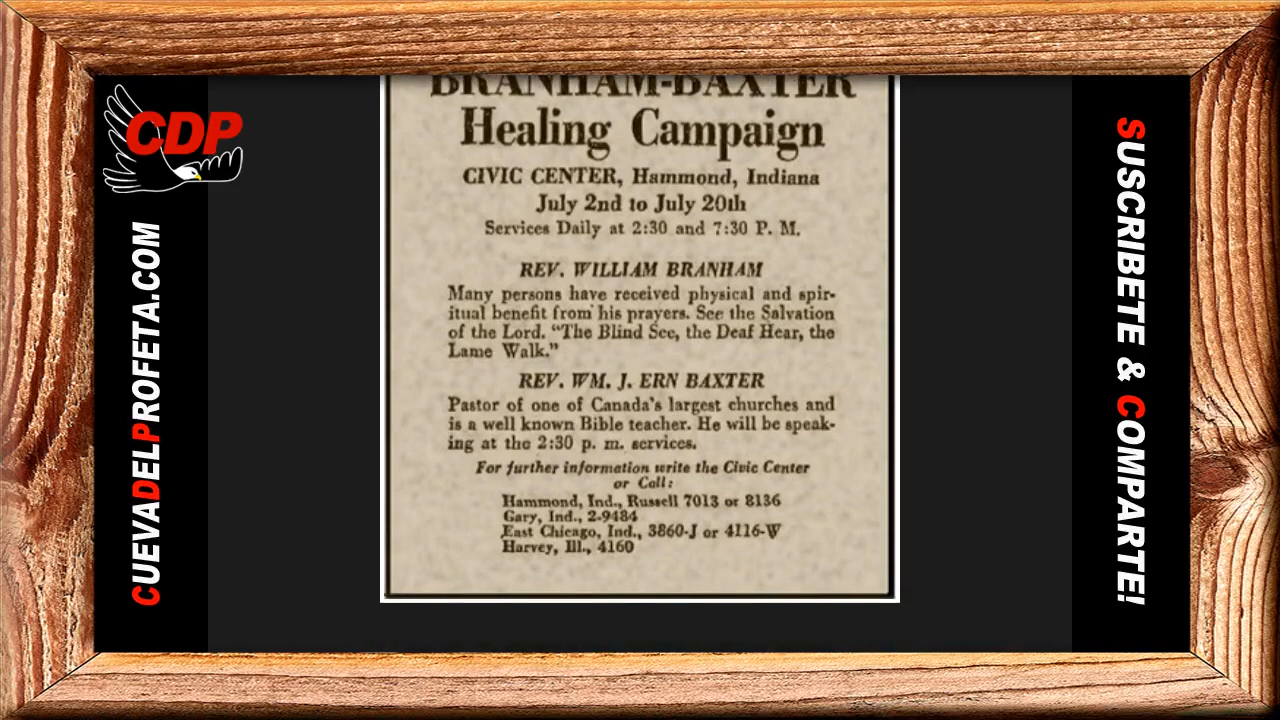 CDP
CUEVADELPROFETA.COM
BRANHAM-BAXTER
Healing Campaign
CIVIC CENTER, Hammond, Indiana
July 2nd to July 20th
Services Daily at 2:30 and 7:30 P. M.
REV. WILLIAM BRANHAM
Many persons have received physical and spir-
itual benefit from his prayers. See the Salvation
of the Lord. “The Blind See, the Deaf Hear, the
Lame Walk.”
REV. WM. J. ERN BAXTER
Pastor of one of Canada's largest churches and
is a well known Bible teacher. He will be speak-
ing at the 2:30 p. m. services.
For further information write the Civic Center
or Call:
Hammond, Ind., Russell 7013 or 8136
Gary, Ind., 2-9484
East Chicago, Ind., 3860-J or 4116-W
Harvey, Ill., 4160
SUSCRIBETE & COMPARTE!